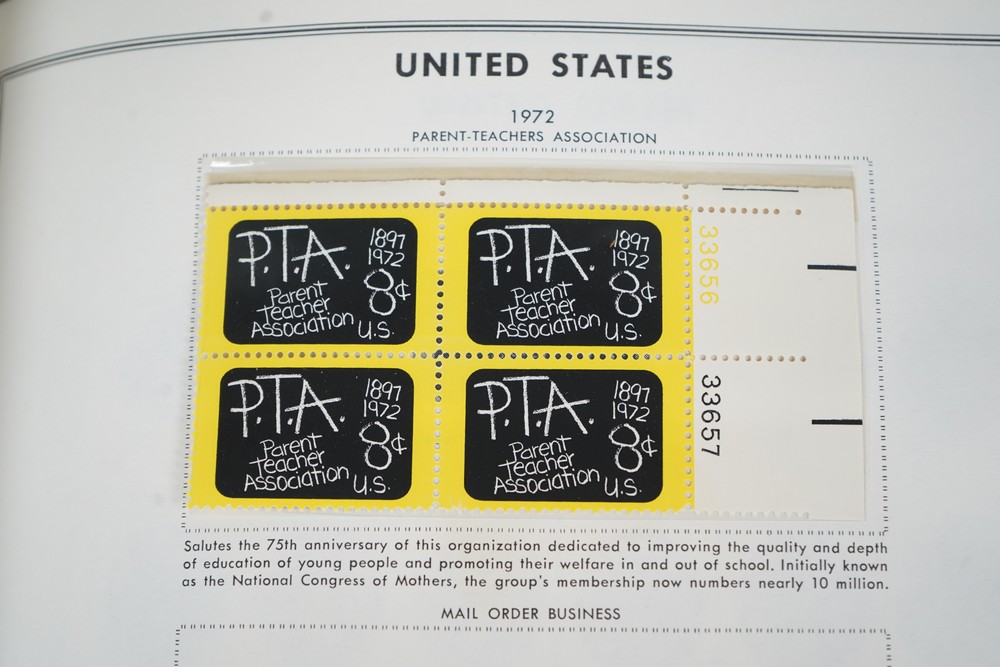 UNITED STATES
1972
PARENT-TEACHERS ASSOCIATION
P.T.A.
1897
1972
8¢
Parent
Teacher
Association
U.S.
P.T.A.
1897
1972
8¢
Parent
Teacher
Association
U.S.
33656
P.T.A.
1897
1972
8¢
Parent
Teacher
Association
U.S.
P.T.A.
1897
1972
8¢
Parent
Teacher
Association
U.S.
33657
Salutes the 75th anniversary of this organization dedicated to improving the quality and depth
of education of young people and promoting their welfare in and out of school. Initially known
as the National Congress of Mothers, the group's membership now numbers nearly 10 million.
MAIL ORDER BUSINESS